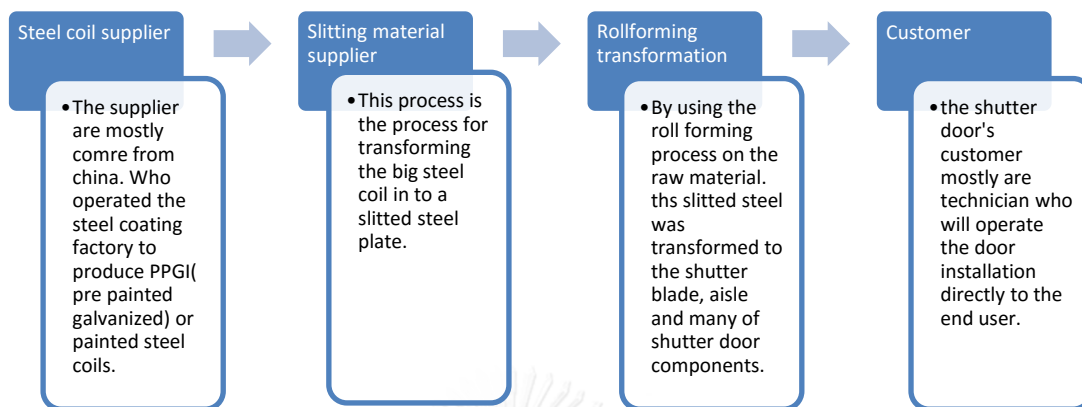 Steel coil supplier
•The supplier
are mostly
comre from
china. Who
operated the
steel coating
factory to
produce PPGI(
pre painted
galvanized) or
painted steel
coils.
Slitting material
supplier
•This process is
the process for
transforming
the big steel
coil in to a
slitted steel
plate.
Rollforming
transformation
•By using the
roll forming
process on the
raw material.
ths slitted steel
was
transformed to
the shutter
blade, aisle
and many of
shutter door
components.
Customer
•the shutter
door's
customer
mostly are
technician who
will operate
the door
installation
directly to the
end user.